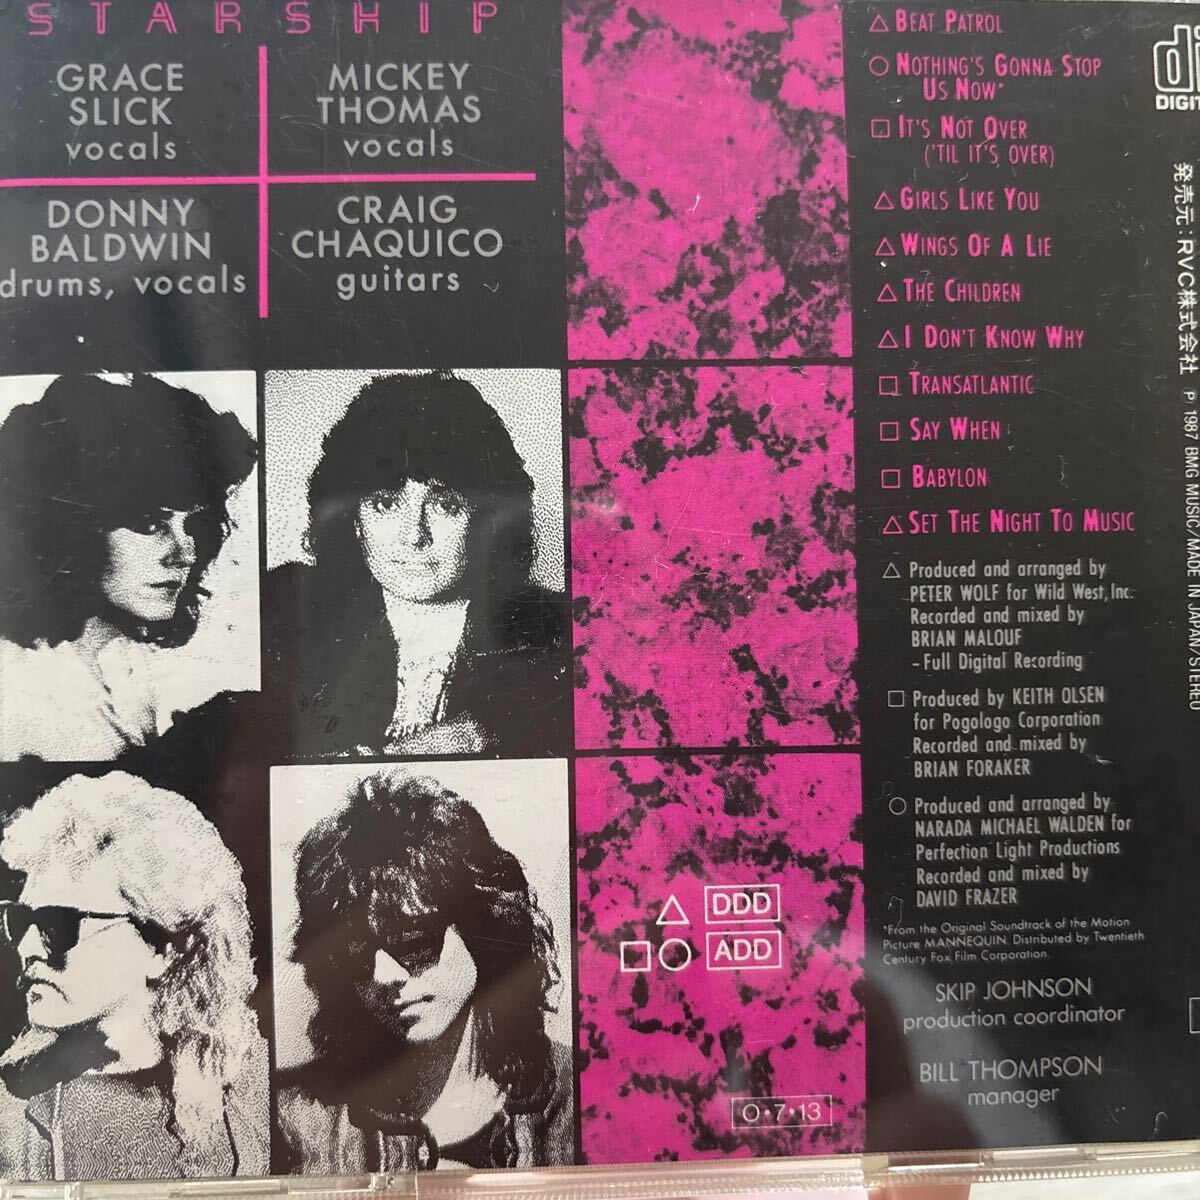 STARSHIP
GRACE
SLICK
vocals
MICKEY
THOMAS
vocals
DONNY
BALDWIN
drums, vocals
CRAIG
CHAQUICO
guitars
△ BEAT PATROL
○ NOTHING'S GONNA STOP
US NOW*
□ IT'S NOT OVER
('TIL IT'S OVER)
△ GIRLS LIKE YOU
△ WINGS OF A LIE
△ THE CHILDREN
△ I DON'T KNOW WHY
□ TRANSATLANTIC
□ SAY WHEN
□ BABYLON
△ SET THE NIGHT TO MUSIC
△ Produced and arranged by
PETER WOLF for Wild West, Inc.
Recorded and mixed by
BRIAN MALOUF
- Full Digital Recording
□ Produced by KEITH OLSEN
for Pogologo Corporation
Recorded and mixed by
BRIAN FORAKER
○ Produced and arranged by
NARADA MICHAEL WALDEN for
Perfection Light Productions
Recorded and mixed by
DAVID FRAZER
*From the Original Soundtrack of the Motion
Picture MANNEQUIN. Distributed by Twentieth
Century Fox Film Corporation.
SKIP JOHNSON
production coordinator
BILL THOMPSON
manager
△ DDD
□○ ADD
O・7・13
発売元：RVC株式会社 P 1987 BMG MUSIC/MADE IN JAPAN/STEREO